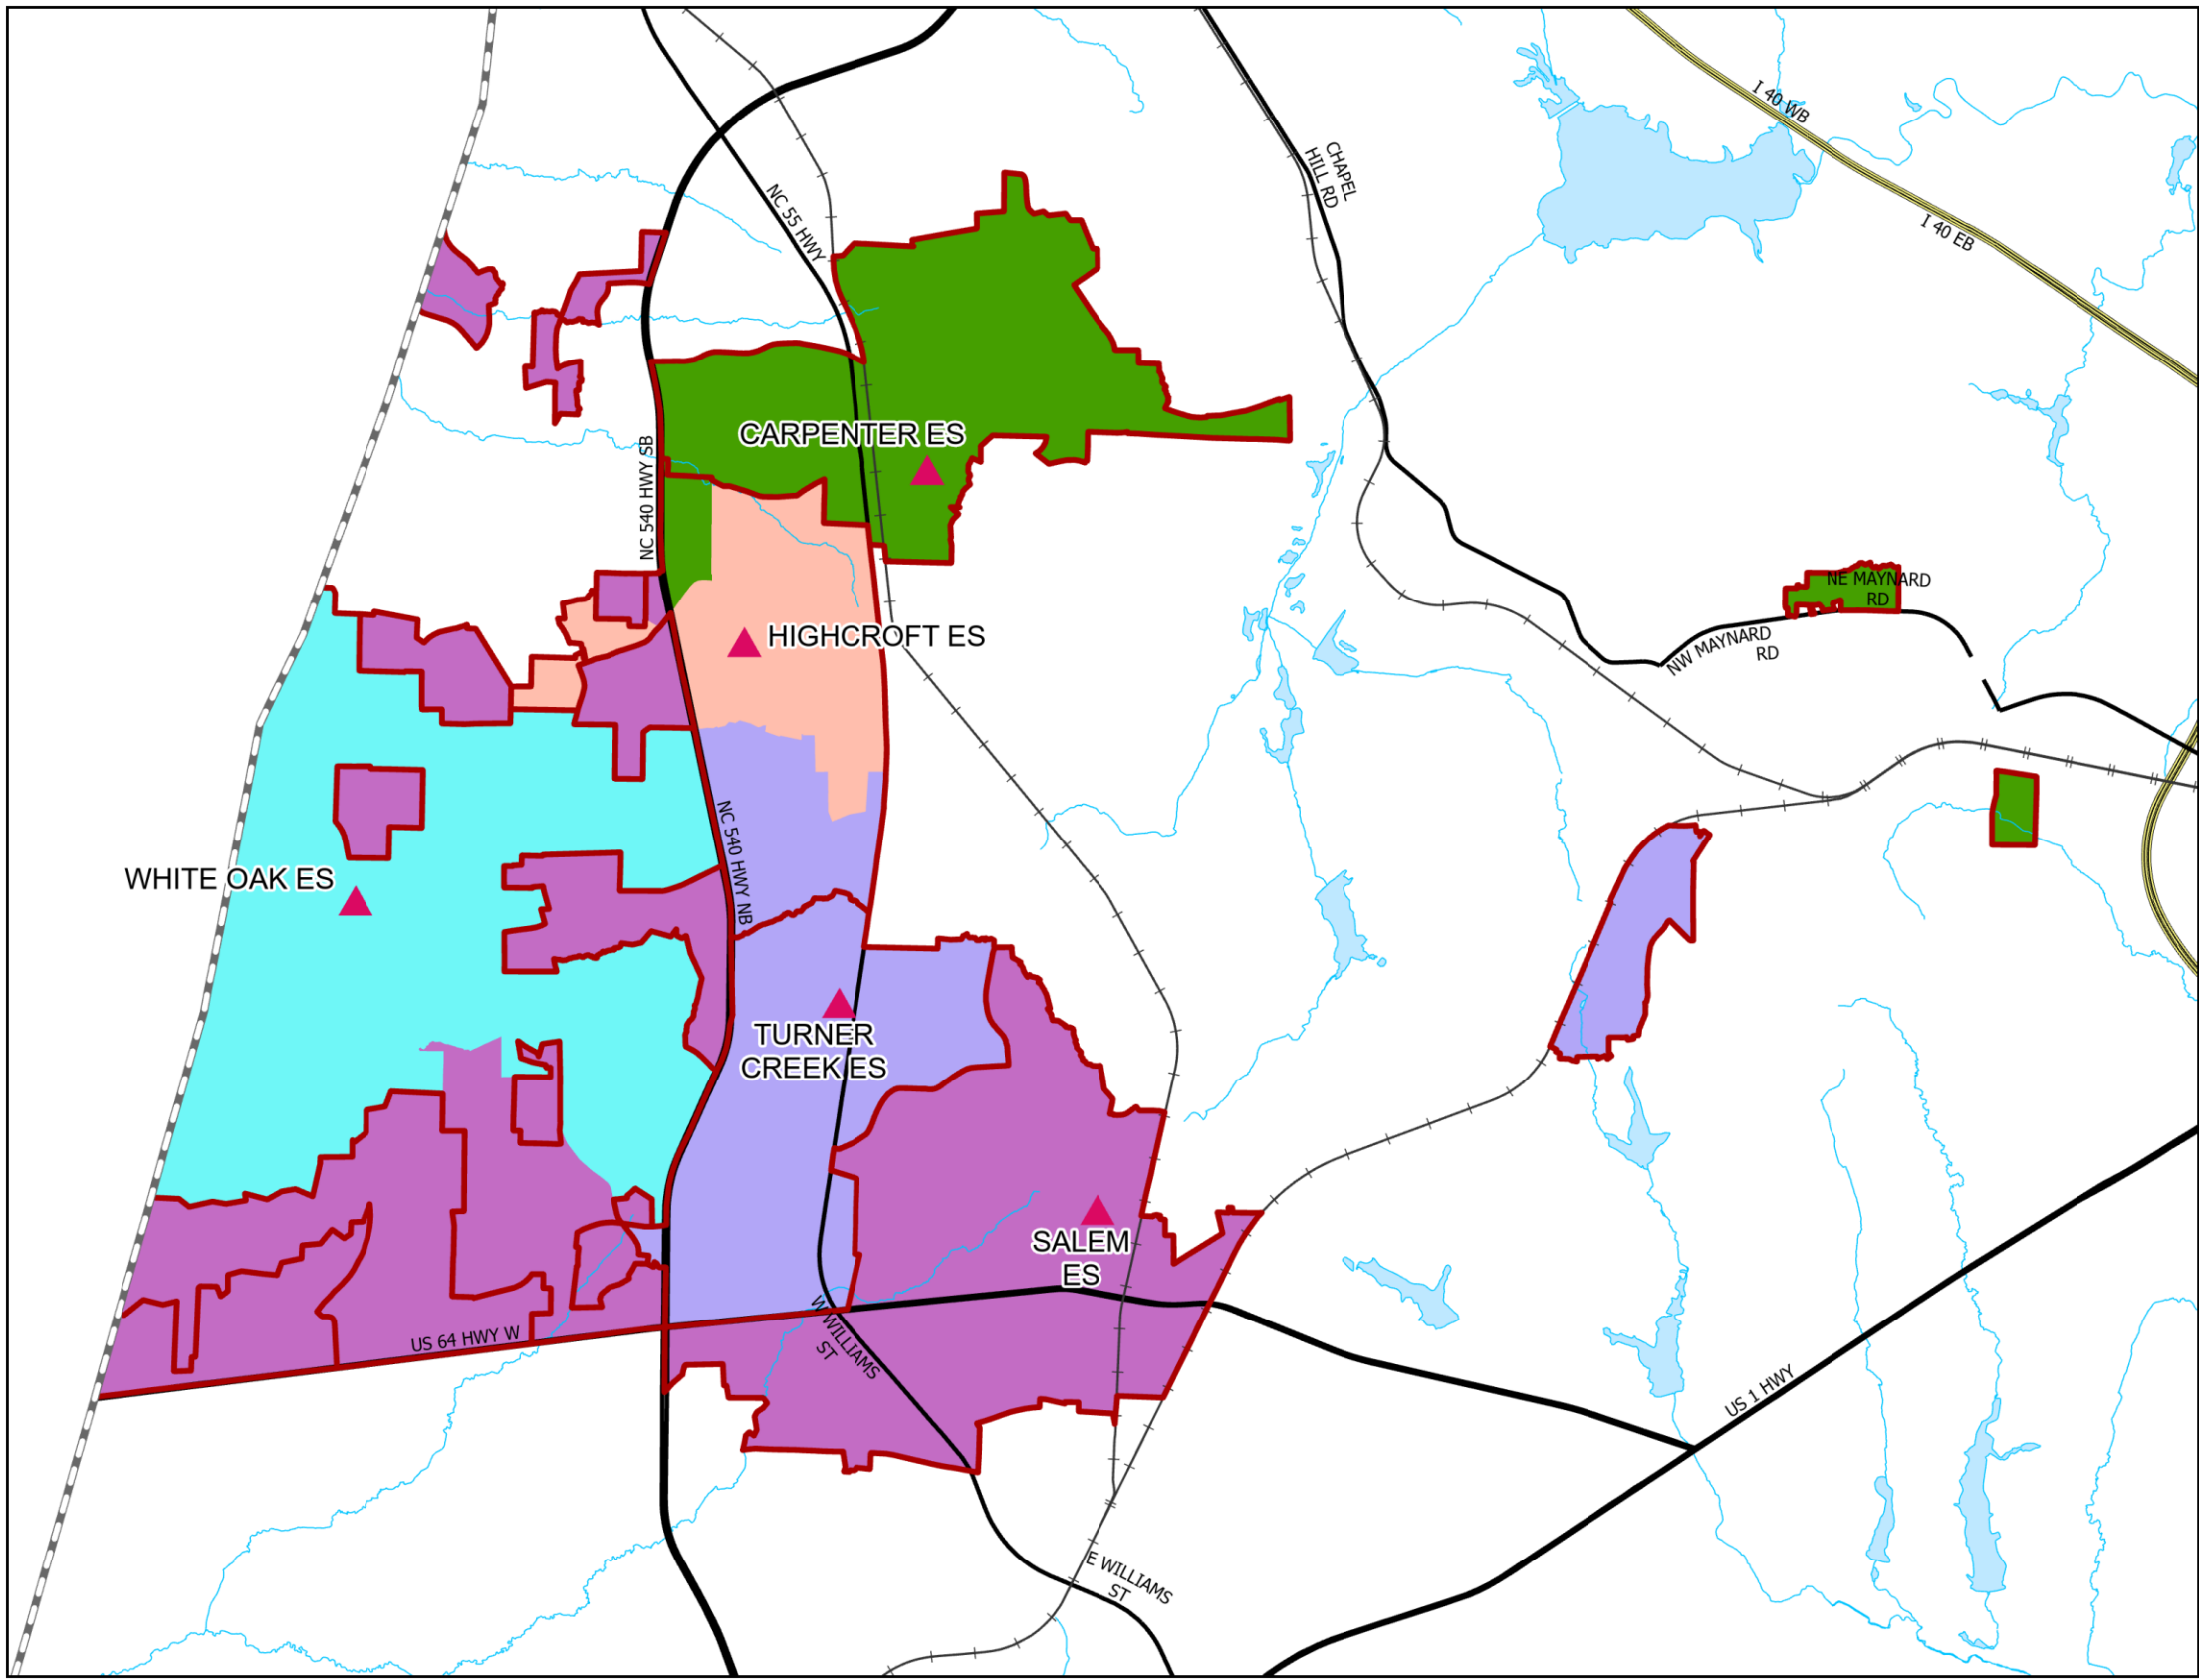 I 40 WB
CHAPEL
HILL RD
NC 55 HWY
I 40 EB
CARPENTER ES
NC 540 HWY SB
NE MAYNARD
RD
NW MAYNARD
RD
HIGHCROFT ES
NC 540 HWY NB
WHITE OAK ES
TURNER
CREEK ES
SALEM
ES
US 64 HWY W
W WILLIAMS
ST
US 1 HWY
E WILLIAMS
ST